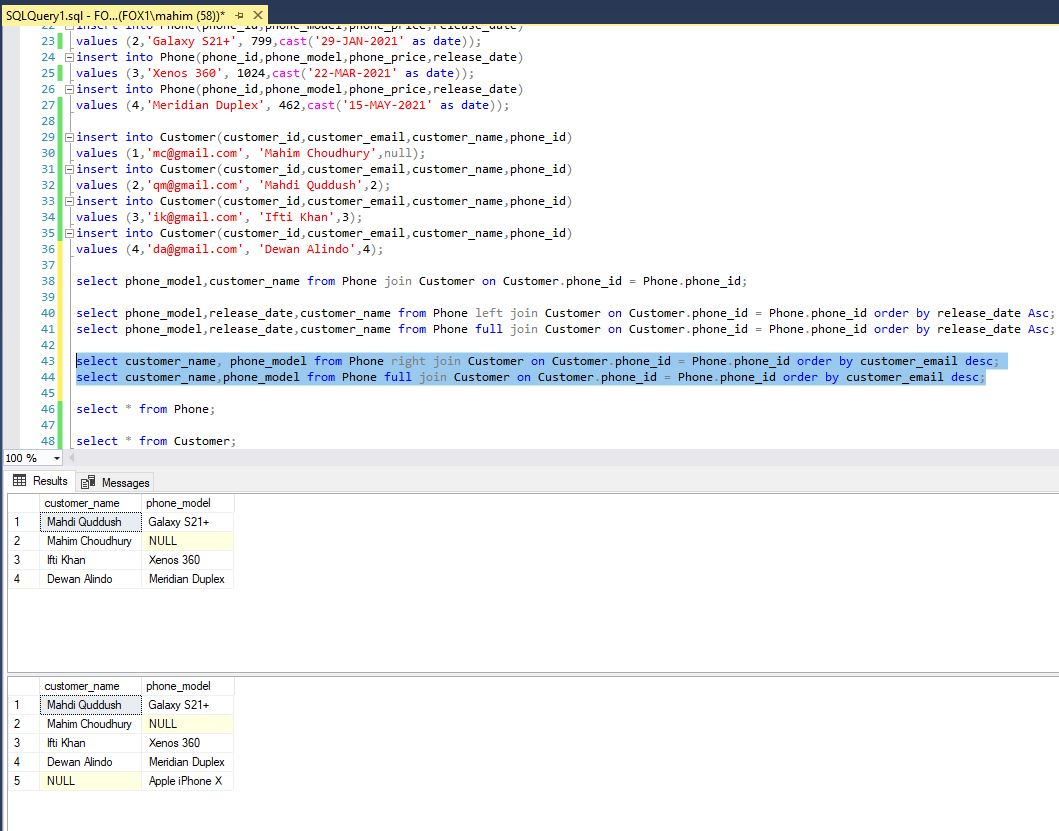 SQLQuery1.sql - FO...(FOX1\mahim (58))*
22 insert into Phone(phone_id,phone_model,phone_price,release_date)
23 values (2,'Galaxy S21+', 799,cast('29-JAN-2021' as date));
24 insert into Phone(phone_id,phone_model,phone_price,release_date)
25 values (3,'Xenos 360', 1024,cast('22-MAR-2021' as date));
26 insert into Phone(phone_id,phone_model,phone_price,release_date)
27 values (4,'Meridian Duplex', 462,cast('15-MAY-2021' as date));
28
29 insert into Customer(customer_id,customer_email,customer_name,phone_id)
30 values (1,'mc@gmail.com', 'Mahim Choudhury',null);
31 insert into Customer(customer_id,customer_email,customer_name,phone_id)
32 values (2,'qm@gmail.com', 'Mahdi Quddush',2);
33 insert into Customer(customer_id,customer_email,customer_name,phone_id)
34 values (3,'ik@gmail.com', 'Ifti Khan',3);
35 insert into Customer(customer_id,customer_email,customer_name,phone_id)
36 values (4,'da@gmail.com', 'Dewan Alindo',4);
37
38 select phone_model,customer_name from Phone join Customer on Customer.phone_id = Phone.phone_id;
39
40 select phone_model,release_date,customer_name from Phone left join Customer on Customer.phone_id = Phone.phone_id order by release_date Asc;
41 select phone_model,release_date,customer_name from Phone full join Customer on Customer.phone_id = Phone.phone_id order by release_date Asc;
42
43 select customer_name, phone_model from Phone right join Customer on Customer.phone_id = Phone.phone_id order by customer_email desc;
44 select customer_name,phone_model from Phone full join Customer on Customer.phone_id = Phone.phone_id order by customer_email desc;
45
46 select * from Phone;
47
48 select * from Customer;
100 %
Results Messages
customer_name phone_model
1 Mahdi Quddush Galaxy S21+
2 Mahim Choudhury NULL
3 Ifti Khan Xenos 360
4 Dewan Alindo Meridian Duplex
customer_name phone_model
1 Mahdi Quddush Galaxy S21+
2 Mahim Choudhury NULL
3 Ifti Khan Xenos 360
4 Dewan Alindo Meridian Duplex
5 NULL Apple iPhone X